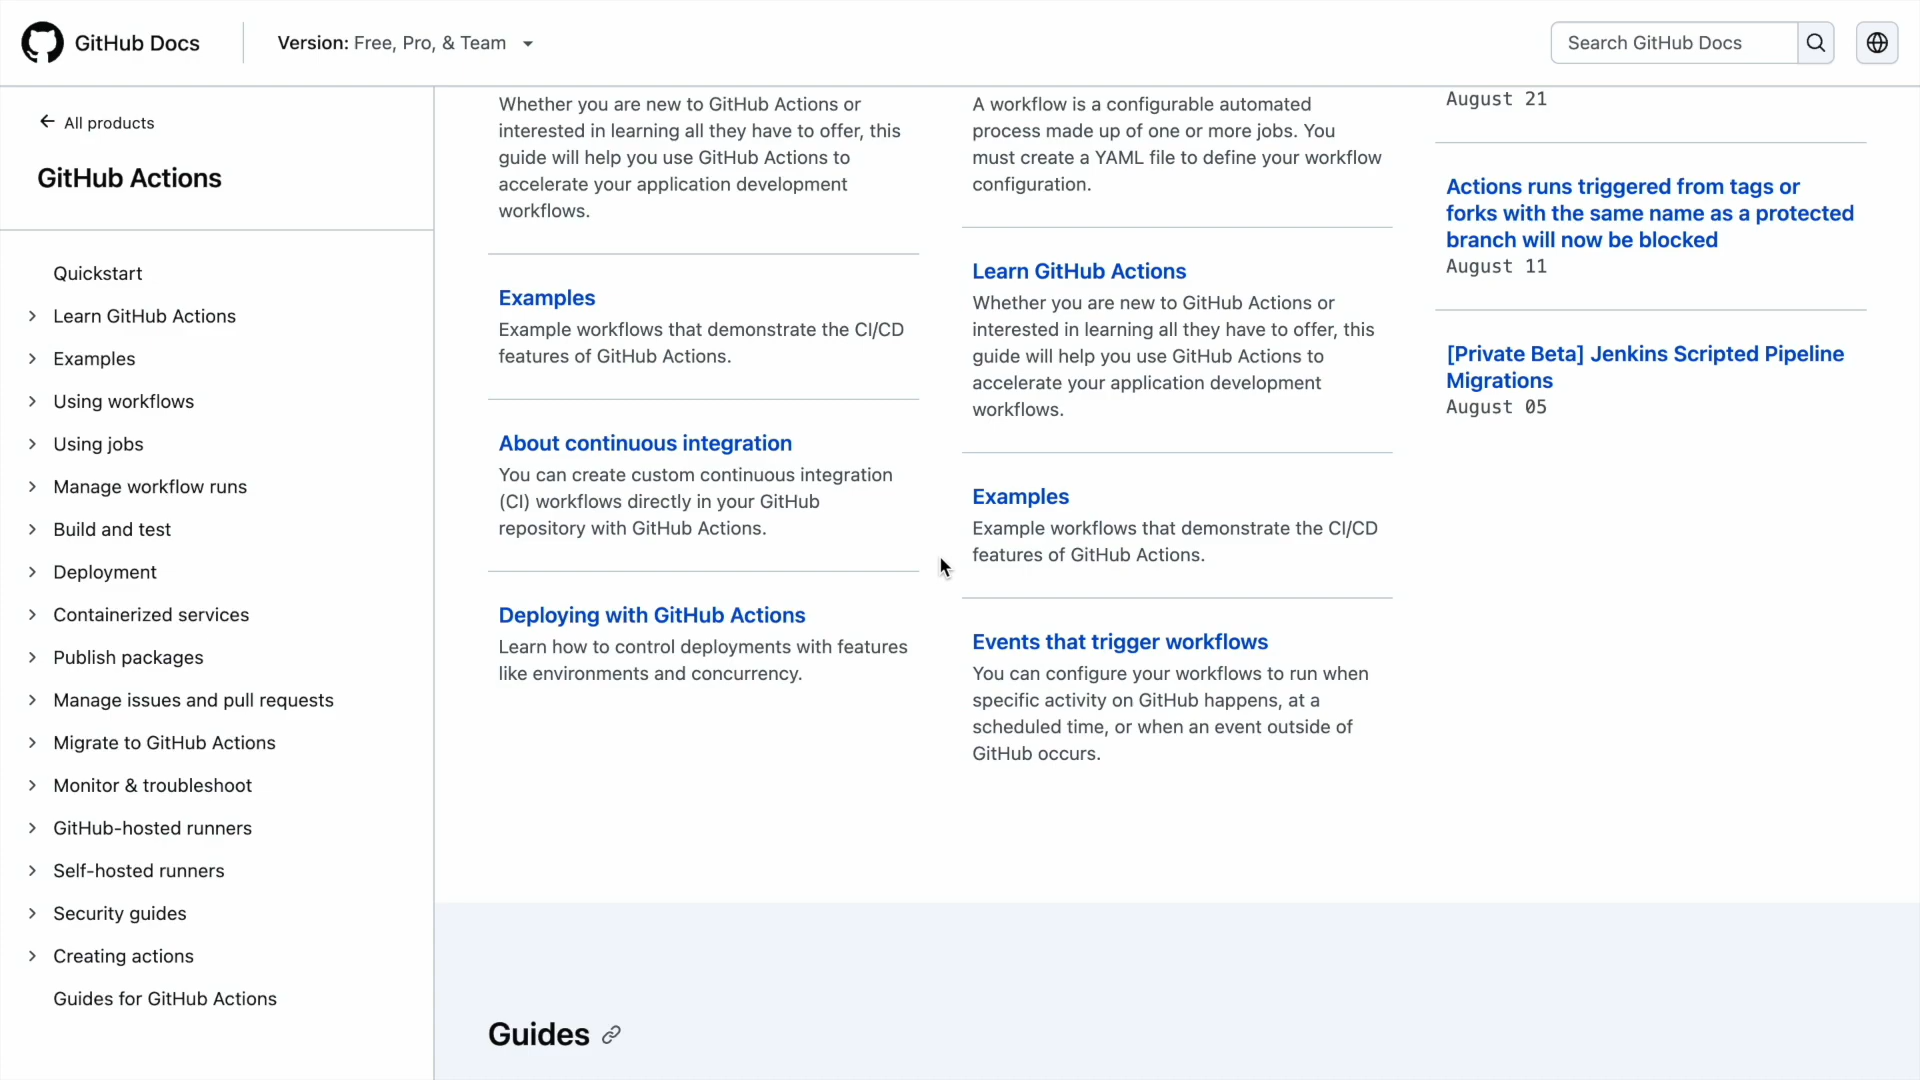 GitHub Docs
Version: Free, Pro, & Team
Search GitHub Docs
All products
GitHub Actions
Quickstart
Learn GitHub Actions
Examples
Using workflows
Using jobs
Manage workflow runs
Build and test
Deployment
Containerized services
Publish packages
Manage issues and pull requests
Migrate to GitHub Actions
Monitor & troubleshoot
GitHub-hosted runners
Self-hosted runners
Security guides
Creating actions
Guides for GitHub Actions
Whether you are new to GitHub Actions or
interested in learning all they have to offer, this
guide will help you use GitHub Actions to
accelerate your application development
workflows.
Examples
Example workflows that demonstrate the CI/CD
features of GitHub Actions.
About continuous integration
You can create custom continuous integration
(CI) workflows directly in your GitHub
repository with GitHub Actions.
Deploying with GitHub Actions
Learn how to control deployments with features
like environments and concurrency.
A workflow is a configurable automated
process made up of one or more jobs. You
must create a YAML file to define your workflow
configuration.
Learn GitHub Actions
Whether you are new to GitHub Actions or
interested in learning all they have to offer, this
guide will help you use GitHub Actions to
accelerate your application development
workflows.
Examples
Example workflows that demonstrate the CI/CD
features of GitHub Actions.
Events that trigger workflows
You can configure your workflows to run when
specific activity on GitHub happens, at a
scheduled time, or when an event outside of
GitHub occurs.
August 21
Actions runs triggered from tags or
forks with the same name as a protected
branch will now be blocked
August 11
[Private Beta] Jenkins Scripted Pipeline
Migrations
August 05
Guides